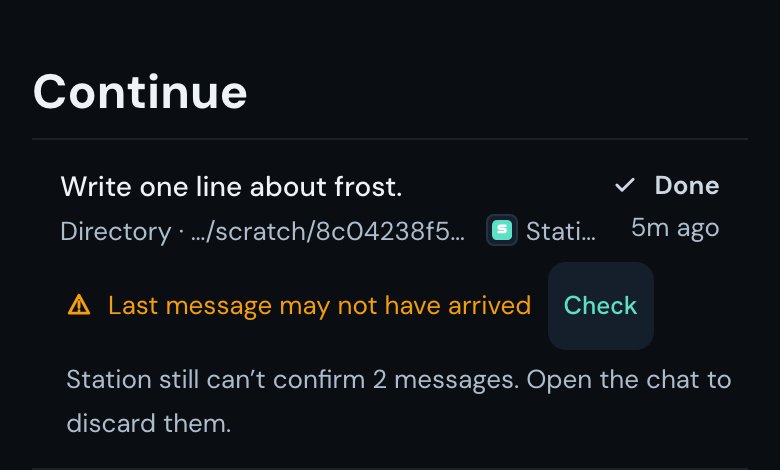 Continue
Write one line about frost.
Done
Directory · .../scratch/8c04238f5...
S Stati...
5m ago
Last message may not have arrived
Check
Station still can’t confirm 2 messages. Open the chat to
discard them.